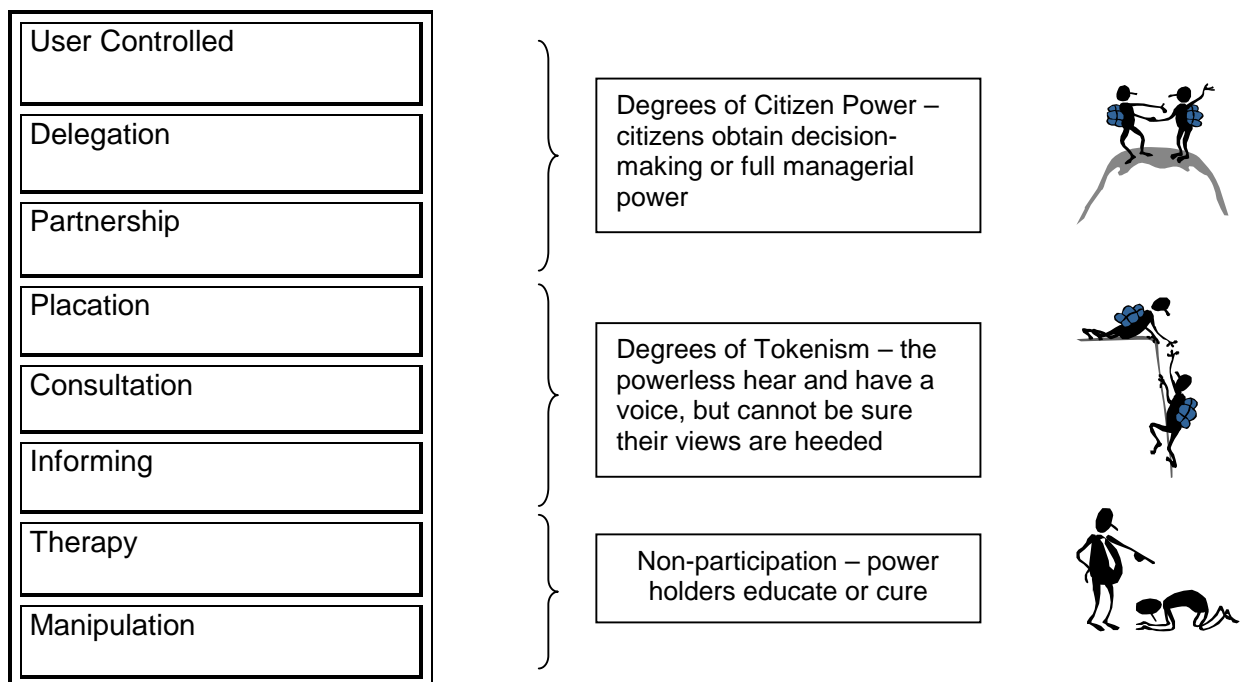 User Controlled
Delegation
Partnership
Placation
Consultation
Informing
Therapy
Manipulation
Degrees of Citizen Power –
citizens obtain decision-
making or full managerial
power
Degrees of Tokenism – the
powerless hear and have a
voice, but cannot be sure
their views are heeded
Non-participation – power
holders educate or cure